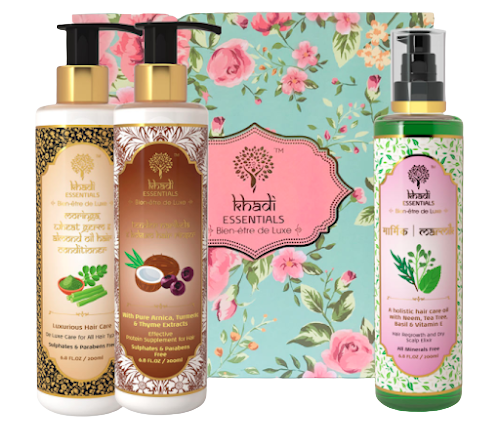 khadi
ESSENTIALS
Bien-être de Luxe
moringa,
wheat germ &
almond oil hair
conditioner
Luxurious Hair Care
De Luxe Care for All Hair Types
Sulphates & Parabens Free
6.8 FL.OZ / 200ml
khadi
ESSENTIALS
Bien-être de Luxe
With Pure Arnica, Turmeric
& Thyme Extracts
Effective
Protein Supplement for Hair
Sulphates & Parabens
Free
6.8 FL.OZ / 200ml
TM
khadi
ESSENTIALS
Bien-être de Luxe
khadi
ESSENTIALS
Bien-être de Luxe
A holistic hair care oil
with Neem, Tea Tree,
Basil & Vitamin E
Hair Regrowth and Dry
Scalp Elixir
All Minerals Free
6.8 FL.OZ / 200ml